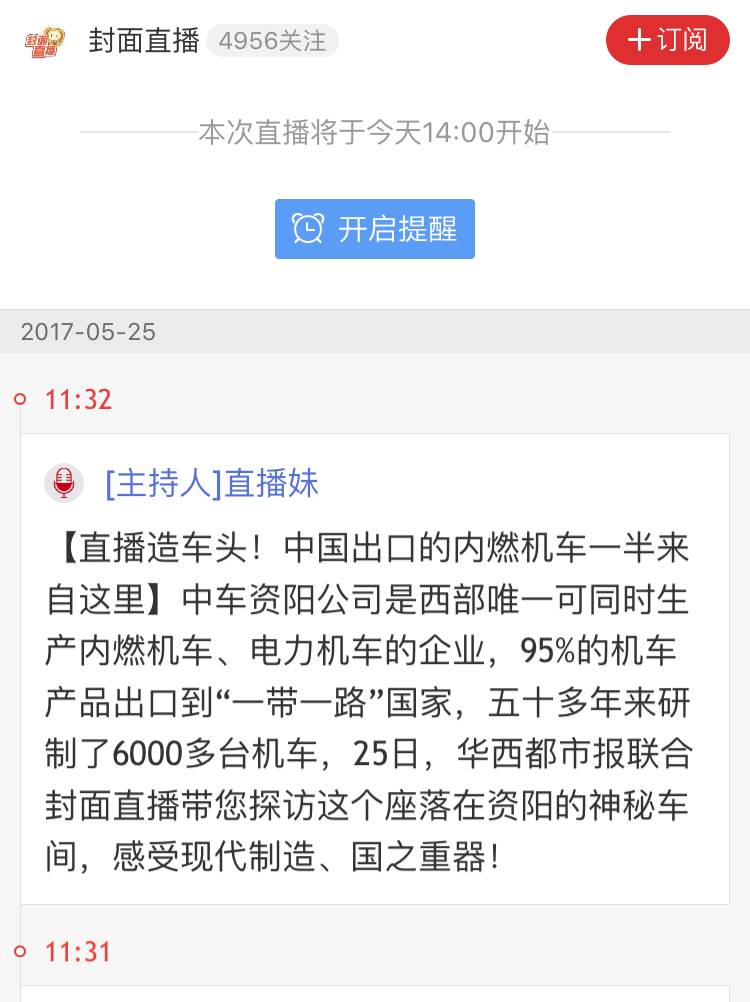 封面直播
封面直播 4956关注
订阅
本次直播将于今天14:00开始
开启提醒
2017-05-25
11:32
[主持人]直播妹
【直播造车头！中国出口的内燃机车一半来
自这里】中车资阳公司是西部唯一可同时生
产内燃机车、电力机车的企业，95%的机车
产品出口到“一带一路”国家，五十多年来研
制了6000多台机车，25日，华西都市报联合
封面直播带您探访这个座落在资阳的神秘车
间，感受现代制造、国之重器！
11:31